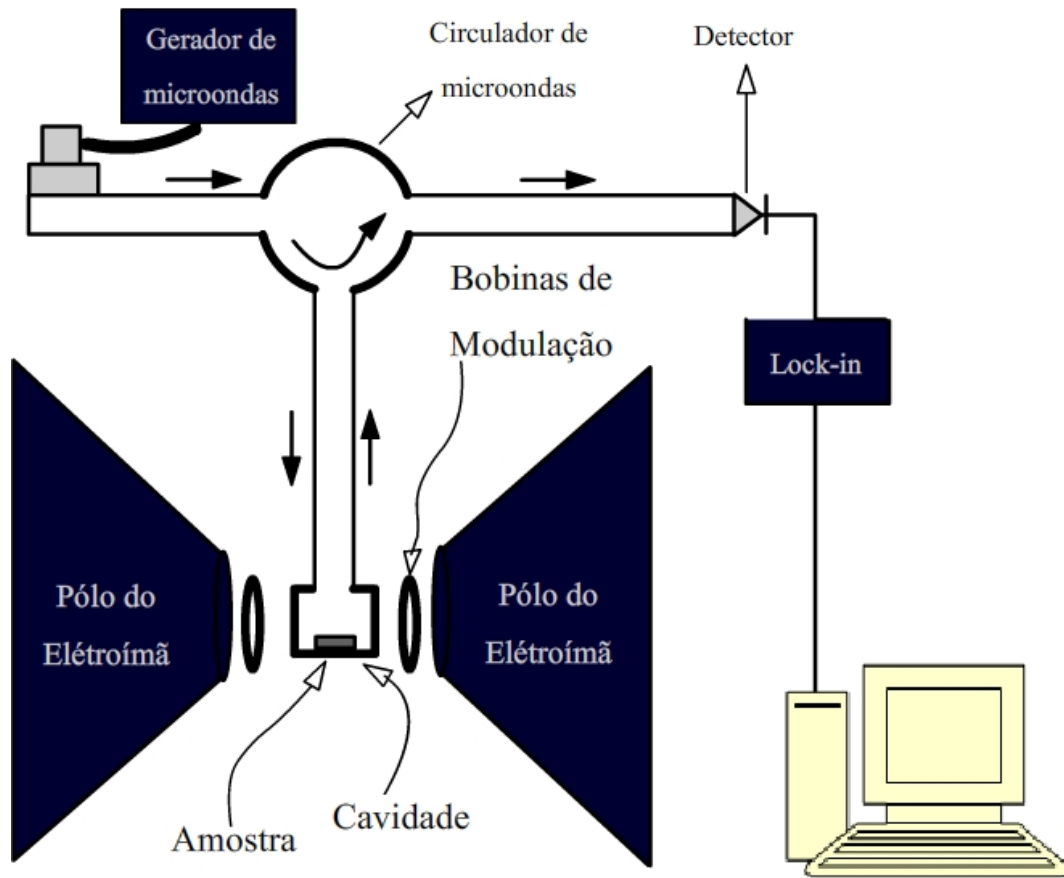 Gerador de
microondas
Circulador de
microondas
Detector
Bobinas de
Modulação
Lock-in
Pólo do
Elétroímã
Pólo do
Elétroímã
Cavidade
Amostra